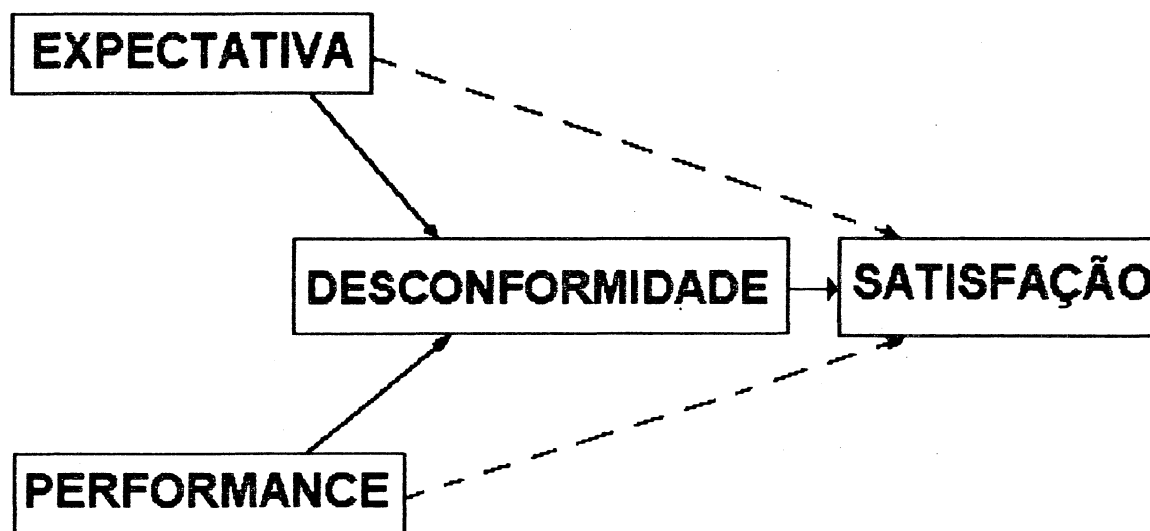 EXPECTATIVA
DESCONFORMIDADE
SATISFAÇÃO
PERFORMANCE